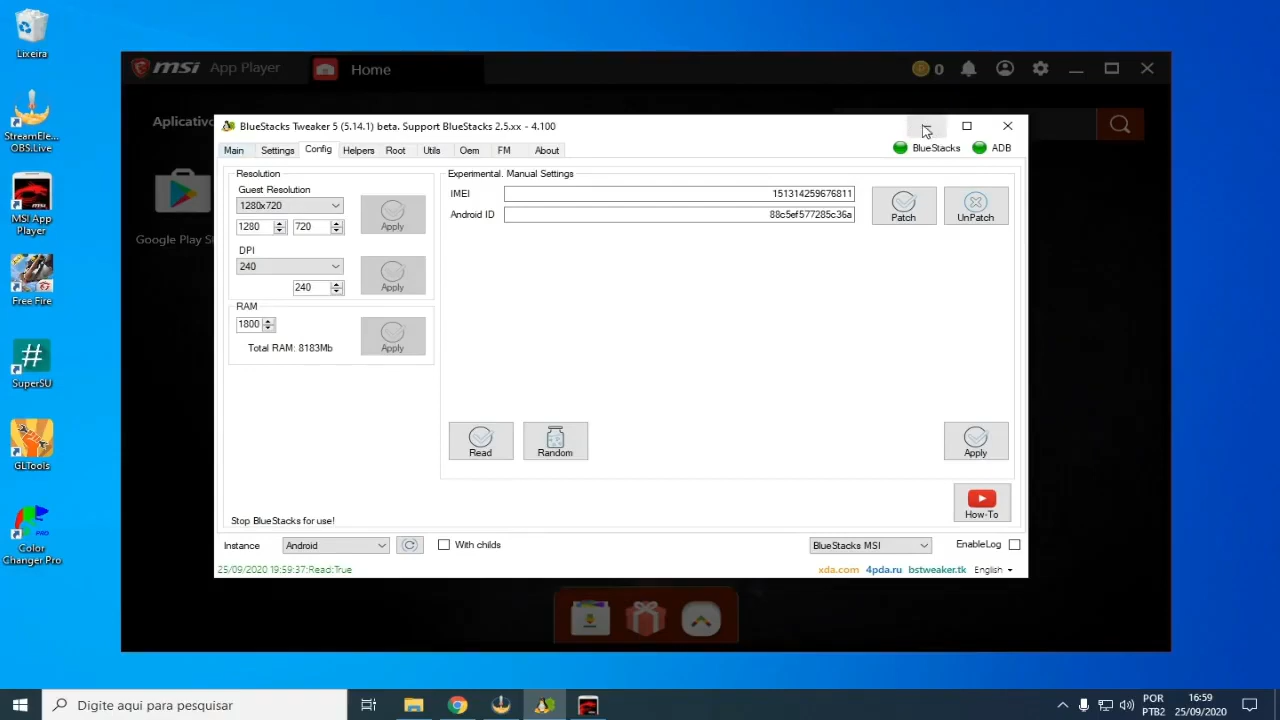 Lixeira
StreamEle...
OBS.Live
MSI App
Player
Free Fire
SuperSU
GLTools
Color
Changer Pro
msi App Player
Home
0
Aplicativo
Google Play S
BlueStacks Tweaker 5 (5.14.1) beta. Support BlueStacks 2.5.xx - 4.100
Main Settings Config Helpers Root Utils Oem FM About
BlueStacks ADB
Resolution
Guest Resolution
1280x720
1280 720
Apply
DPI
240
240
Apply
RAM
1800
Total RAM: 8183Mb
Apply
Stop BlueStacks for use!
Experimental. Manual Settings
IMEI 151314259676811
Android ID 88c5ef577285c36a
Patch UnPatch
Read Random Apply
How-To
Instance Android With childs BlueStacks MSI EnableLog
25/09/2020 19:59:37:Read:True xda.com 4pda.ru bstweaker.tk English
Digite aqui para pesquisar
POR
PTB2
16:59
25/09/2020